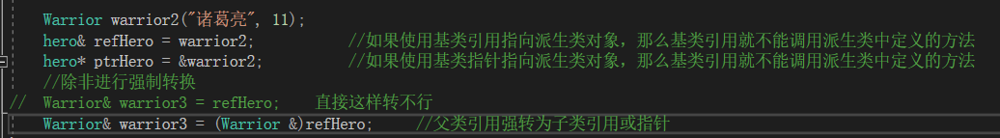 Warrior warrior2("诸葛亮", 11);
hero& refHero = warrior2; //如果使用基类引用指向派生类对象，那么基类引用就不能调用派生类中定义的方法
hero* ptrHero = &warrior2; //如果使用基类指针指向派生类对象，那么基类引用就不能调用派生类中定义的方法
//除非进行强制转换
// Warrior& warrior3 = refHero; 直接这样转不行
Warrior& warrior3 = (Warrior &)refHero; //父类引用强转为子类引用或指针